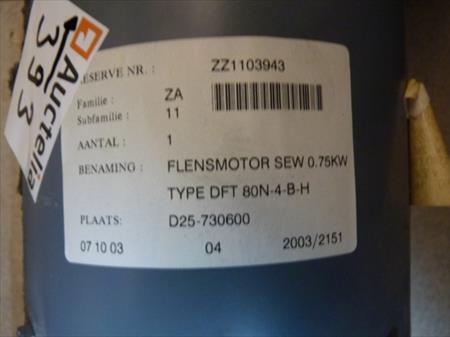 Auctelia
393
RESERVE NR. : ZZ1103943
Familie : ZA
Subfamilie : 11
AANTAL : 1
BENAMING : FLENSMOTOR SEW 0.75KW
TYPE DFT 80N-4-B-H
PLAATS: D25-730600
07 10 03 04 2003/2151